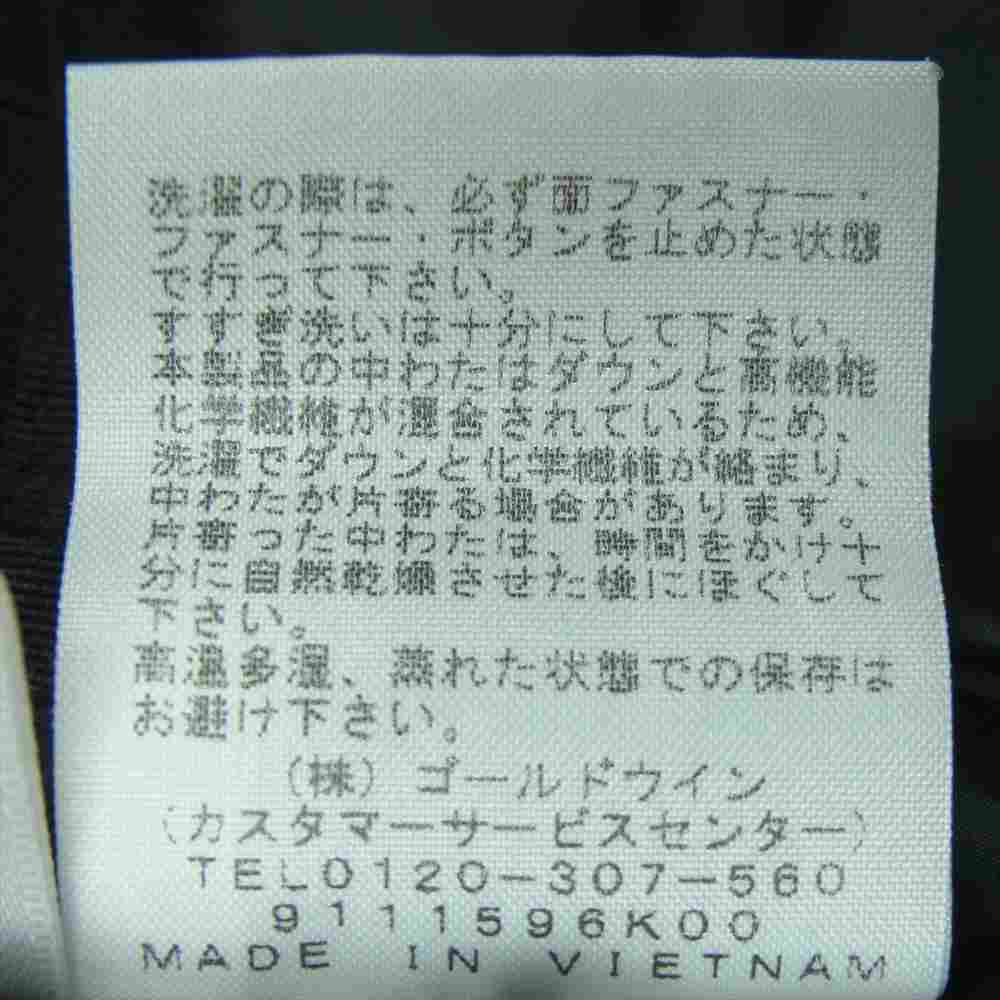 洗濯の際は、必ず面ファスナー・
ファスナー・ボタンを止めた状態
で行って下さい。
すすぎ洗いは十分にして下さい。
本製品の中わたはダウンと高機能
化学繊維が混合されているため、
洗濯でダウンと化学繊維が絡まり、
中わたが片寄る場合があります。
片寄った中わたは、時間をかけ十
分に自然乾燥させた後にほぐして
下さい。
高温多湿、蒸れた状態での保存は
お避け下さい。
(株)ゴールドウイン
(カスタマーサービスセンター)
TEL0120-307-560
9111596K00
MADE IN VIETNAM